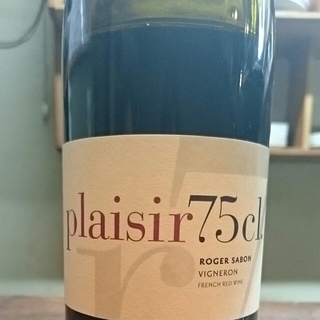 plaisir75cl.
ROGER SABON
VIGNERON
FRENCH RED WINE